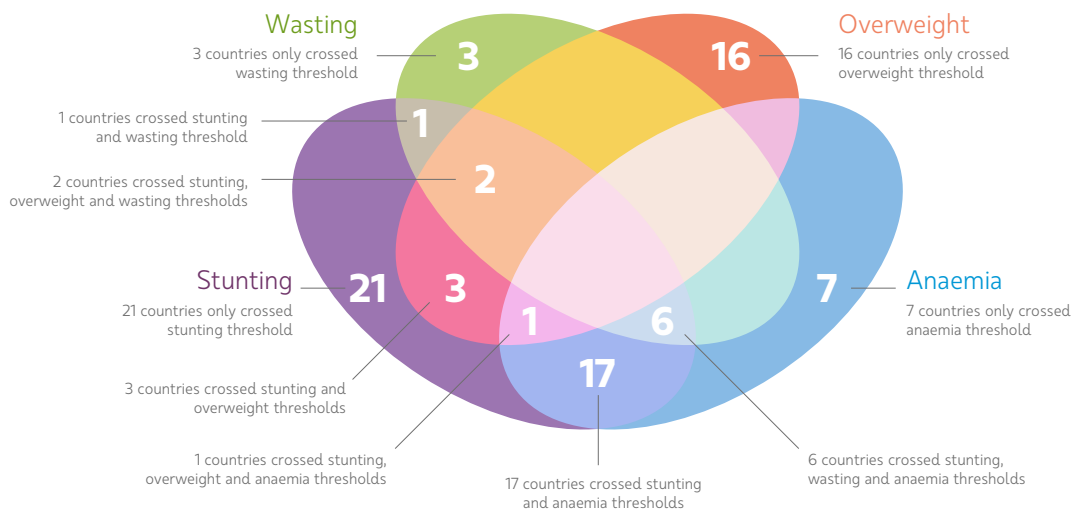 Wasting
3 countries only crossed
wasting threshold
3
16
Overweight
16 countries only crossed
overweight threshold
1 countries crossed stunting
and wasting threshold
1
2 countries crossed stunting,
overweight and wasting thresholds
2
Stunting
21 countries only crossed
stunting threshold
21
3
1
6
17
7
Anaemia
7 countries only crossed
anaemia threshold
3 countries crossed stunting and
overweight thresholds
1 countries crossed stunting,
overweight and anaemia thresholds
17 countries crossed stunting
and anaemia thresholds
6 countries crossed stunting,
wasting and anaemia thresholds